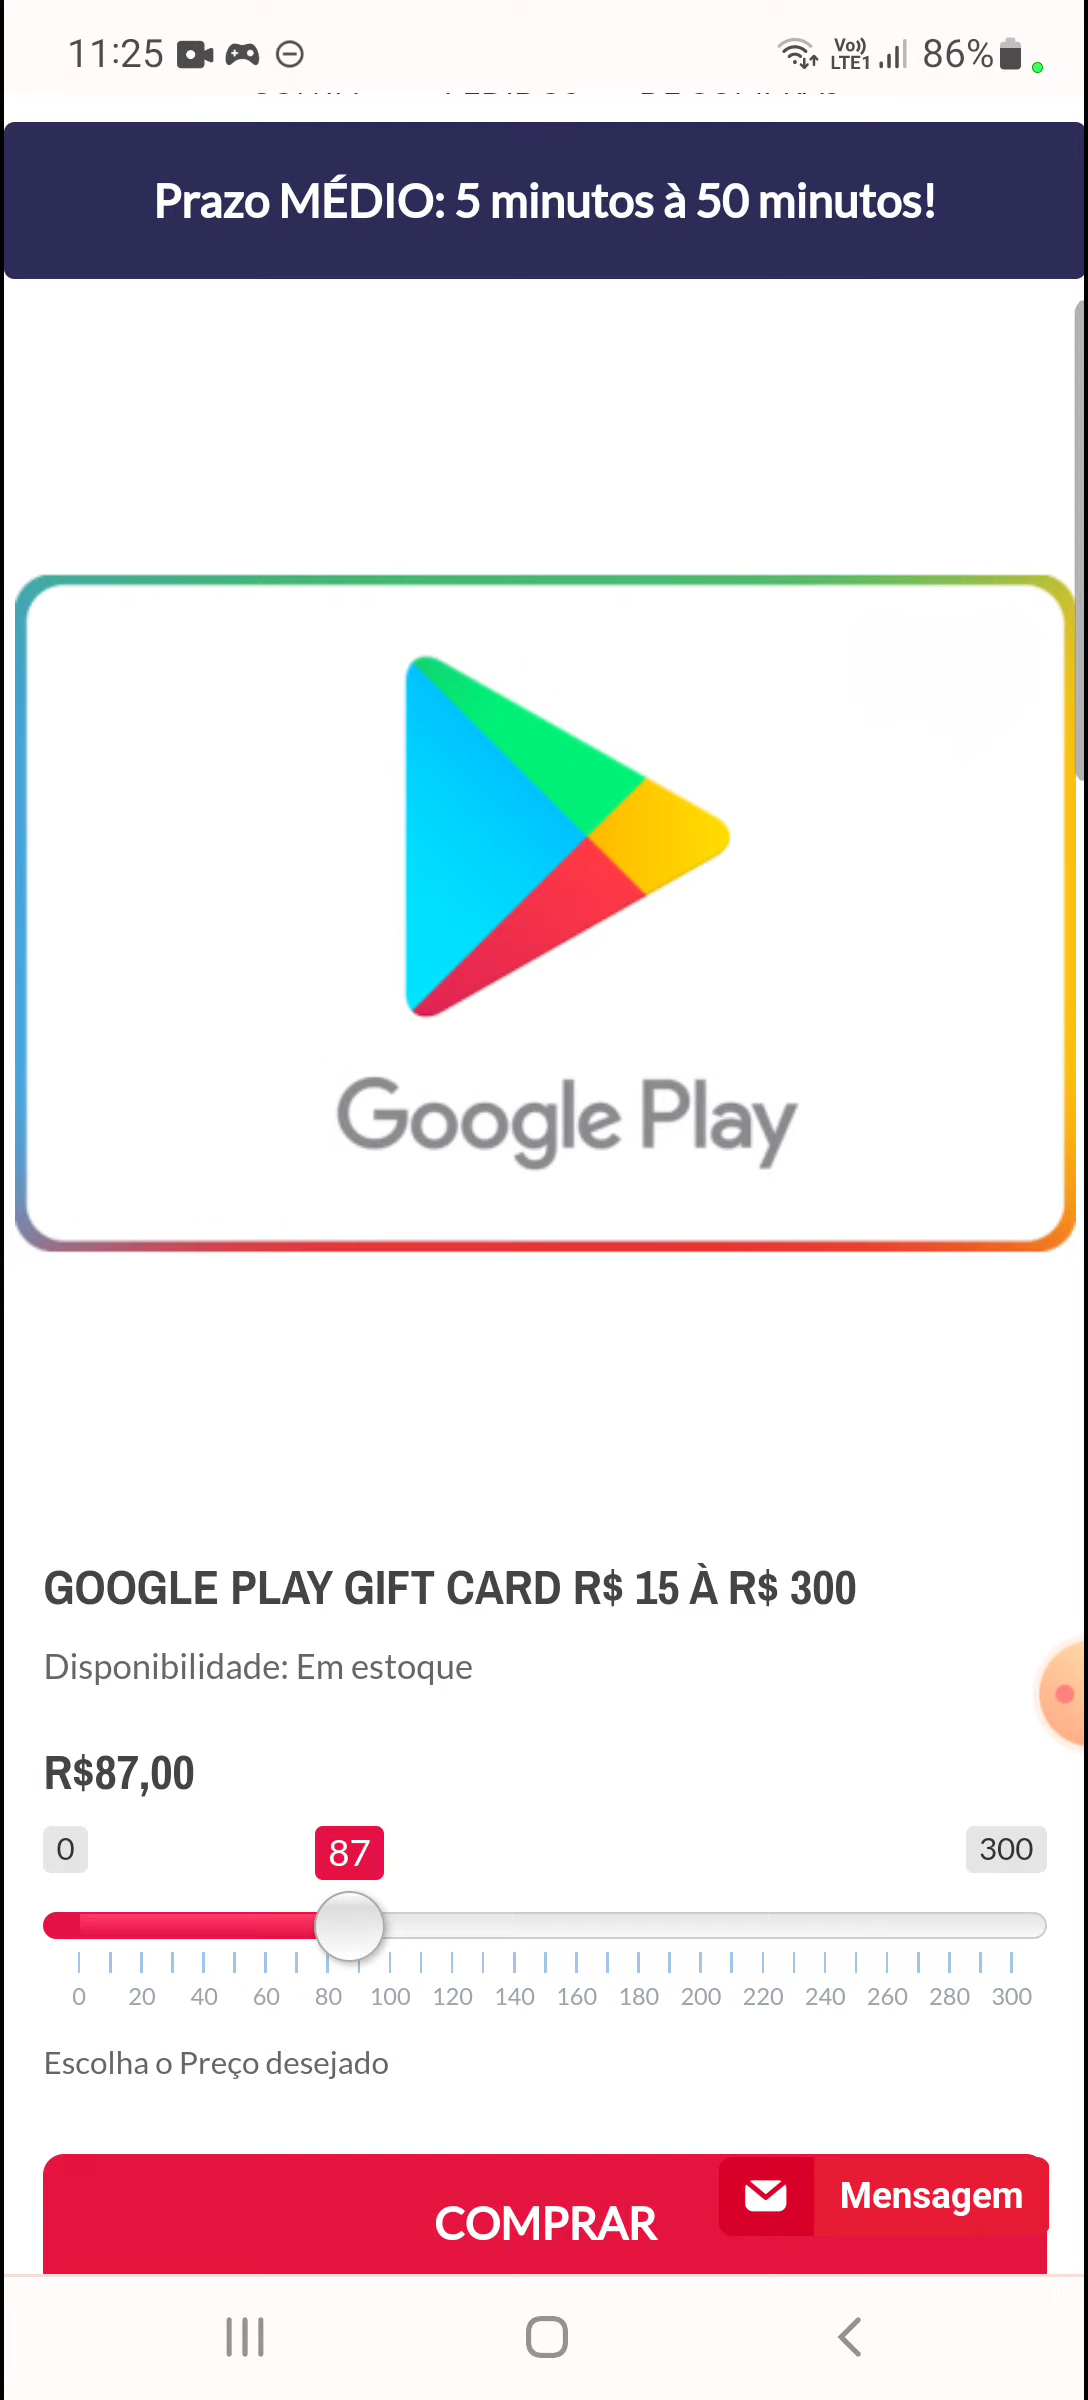 11:25
Vo)) LTE1 86%
Prazo MÉDIO: 5 minutos à 50 minutos!
Google Play
GOOGLE PLAY GIFT CARD R$ 15 À R$ 300
Disponibilidade: Em estoque
R$87,00
0 87 300
0 20 40 60 80 100 120 140 160 180 200 220 240 260 280 300
Escolha o Preço desejado
COMPRAR
Mensagem